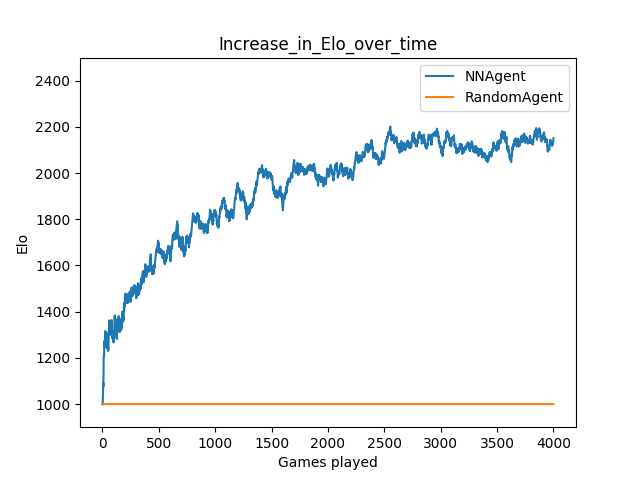 Increase_in_Elo_over_time
NNAgent
RandomAgent
2400
2200
2000
1800
1600
1400
1200
1000
Elo
0 500 1000 1500 2000 2500 3000 3500 4000
Games played